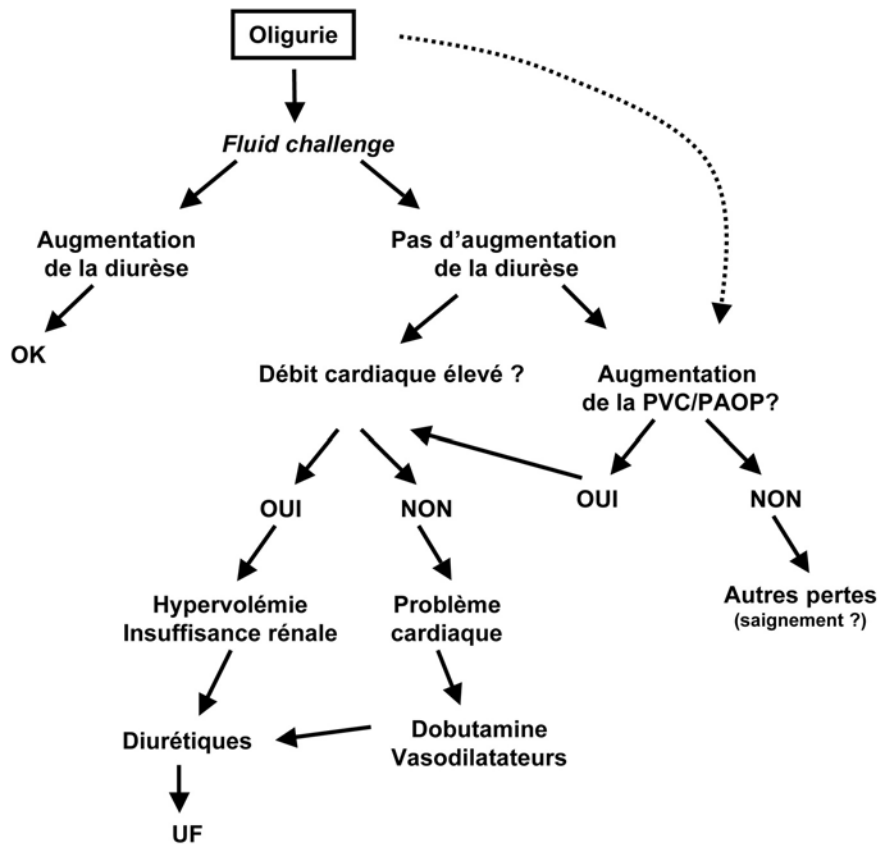 Oligurie
Fluid challenge
Augmentation
de la diurèse
Pas d’augmentation
de la diurèse
OK
Débit cardiaque élevé ?
Augmentation
de la PVC/PAOP?
OUI
NON
OUI
NON
Hypervolémie
Insuffisance rénale
Problème
cardiaque
Autres pertes
(saignement ?)
Diurétiques
Dobutamine
Vasodilatateurs
UF